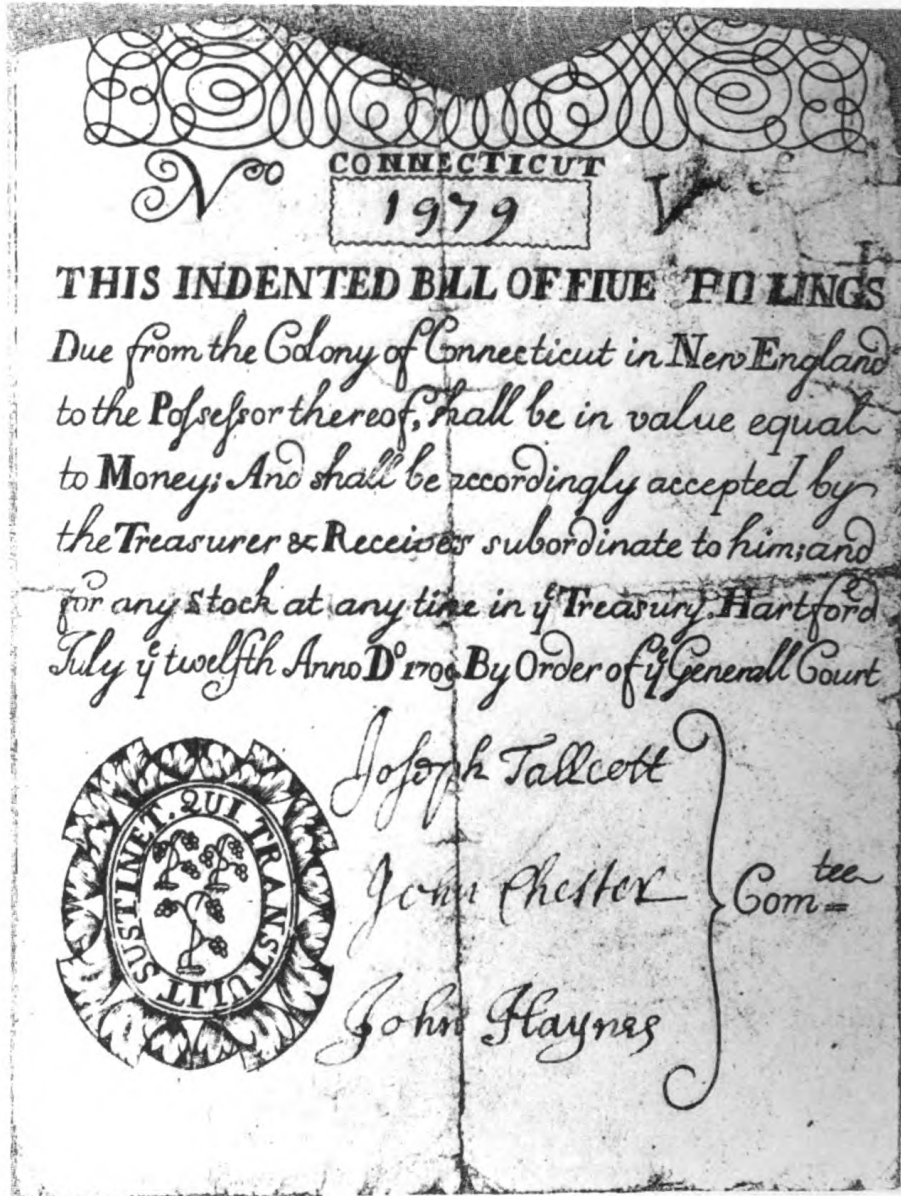 CONNECTICUT
No 1979 V
THIS INDENTED BILL OF FIUE
Due from the Colony of Connecticut in New England
to the Poſseſsor thereof, shall be in value equal
to Money; And shall be accordingly accepted by
the Treasurer & Receivers subordinate to him; and
for any Stock at any time in yᵉ Treasury. Hartford
July yᵉ twelfth Anno Dº 1709 By Order of yᵉ Generall Court
Joſeph Tallcott
John Chester
John Haynes
Comtee
SUSTINET. QUI TRANSTULIT